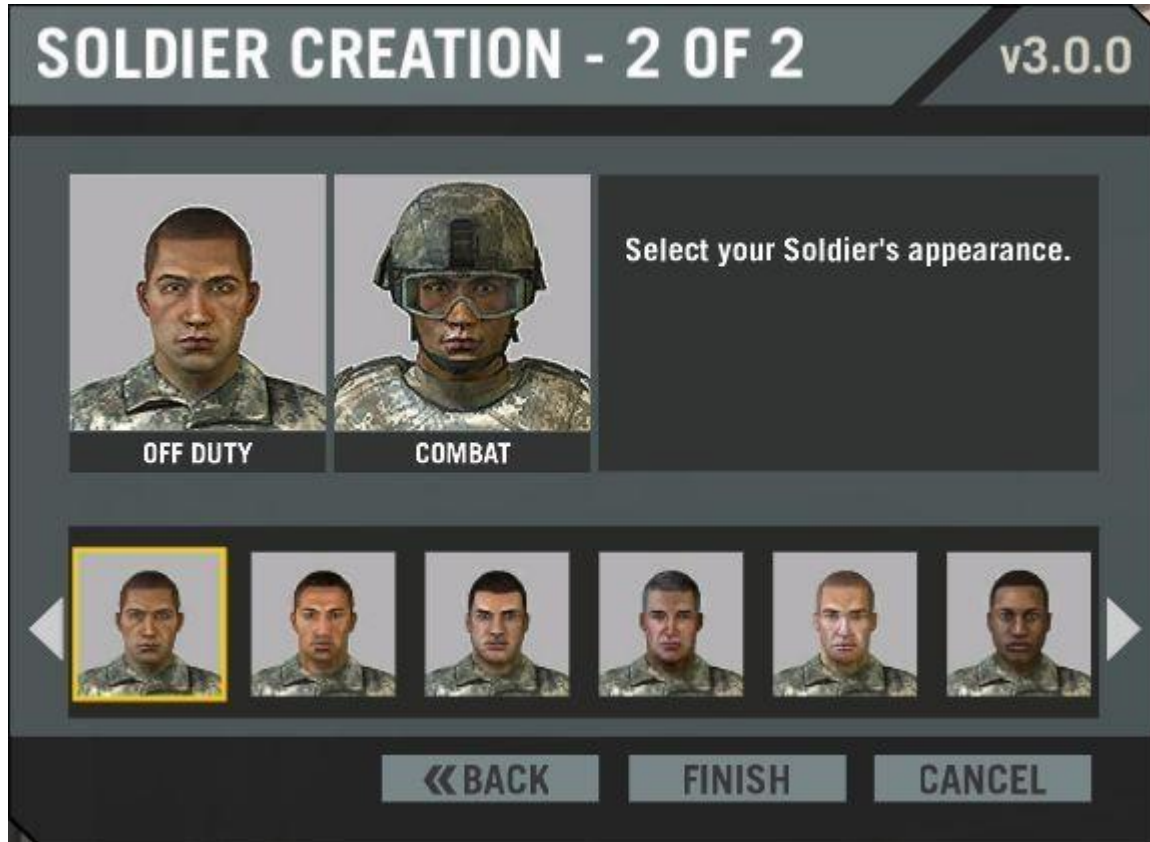 SOLDIER CREATION - 2 OF 2
v3.0.0
Select your Soldier's appearance.
OFF DUTY
COMBAT
BACK
FINISH
CANCEL